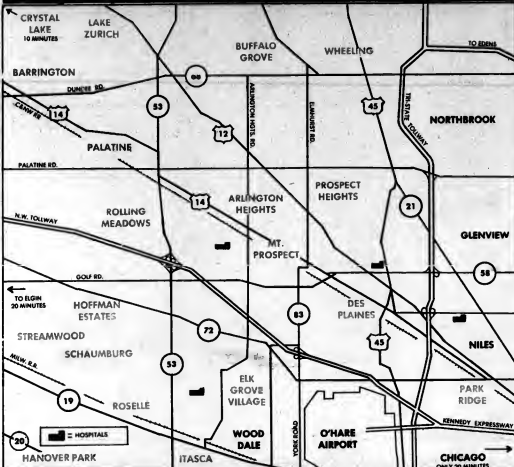 CRYSTAL
LAKE
10 MINUTES
LAKE
ZURICH
BUFFALO
GROVE
WHEELING
TO EDENS
BARRINGTON
DUNDEE RD.
68
53
14
C&NW RR
12
ARLINGTON HGTS. RD.
ELMHURST RD.
45
TRI-STATE TOLLWAY
NORTHBROOK
PALATINE
PALATINE RD.
14
ARLINGTON
HEIGHTS
PROSPECT
HEIGHTS
21
ROLLING
MEADOWS
N.W. TOLLWAY
MT.
PROSPECT
GLENVIEW
GOLF RD.
58
TO ELGIN
20 MINUTES
HOFFMAN
ESTATES
72
83
DES
PLAINES
45
STREAMWOOD
SCHAUMBURG
NILES
MILW. R.R.
53
19
ROSELLE
ELK
GROVE
VILLAGE
PARK
RIDGE
KENNEDY EXPRESSWAY
20
= HOSPITALS
WOOD
DALE
YORK ROAD
O'HARE
AIRPORT
HANOVER PARK
ITASCA
CHICAGO
ONLY 20 MINUTES